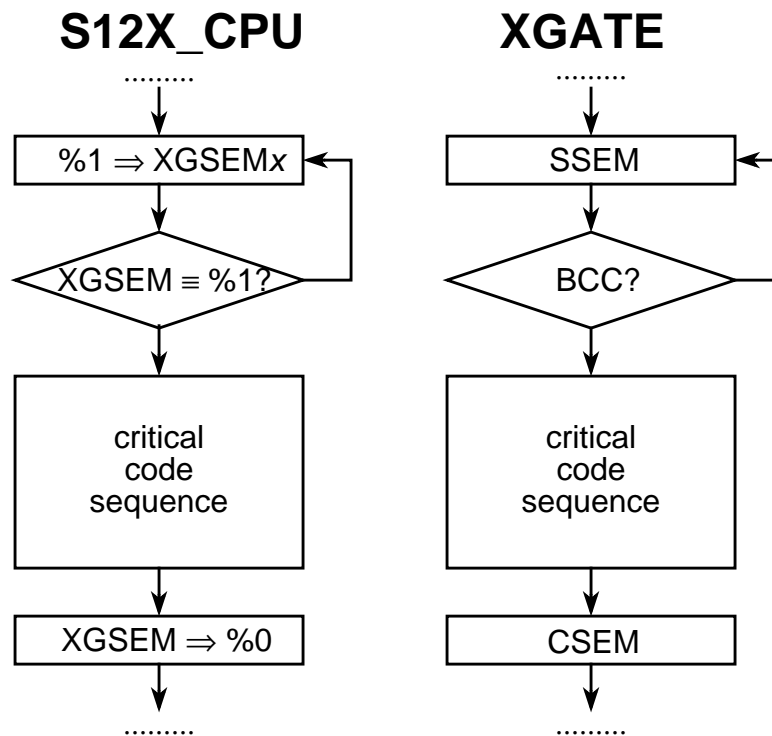 S12X_CPU
.........
%1 ⇒ XGSEMx
XGSEM ≡ %1?
critical
code
sequence
XGSEM ⇒ %0
.........
XGATE
.........
SSEM
BCC?
critical
code
sequence
CSEM
.........